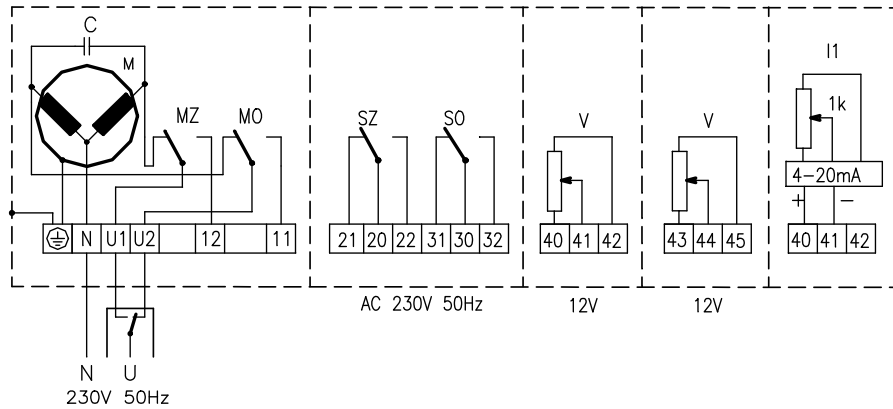 C
M
MZ
MO
N U1 U2 12 11
N U
230V 50Hz
SZ
SO
21 20 22 31 30 32
AC 230V 50Hz
V
40 41 42
12V
V
43 44 45
12V
I1
1k
4-20mA
+ -
40 41 42